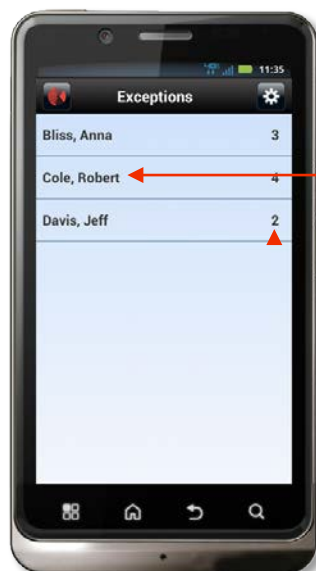 11:35
Exceptions
Bliss, Anna 3
Cole, Robert 4
Davis, Jeff 2